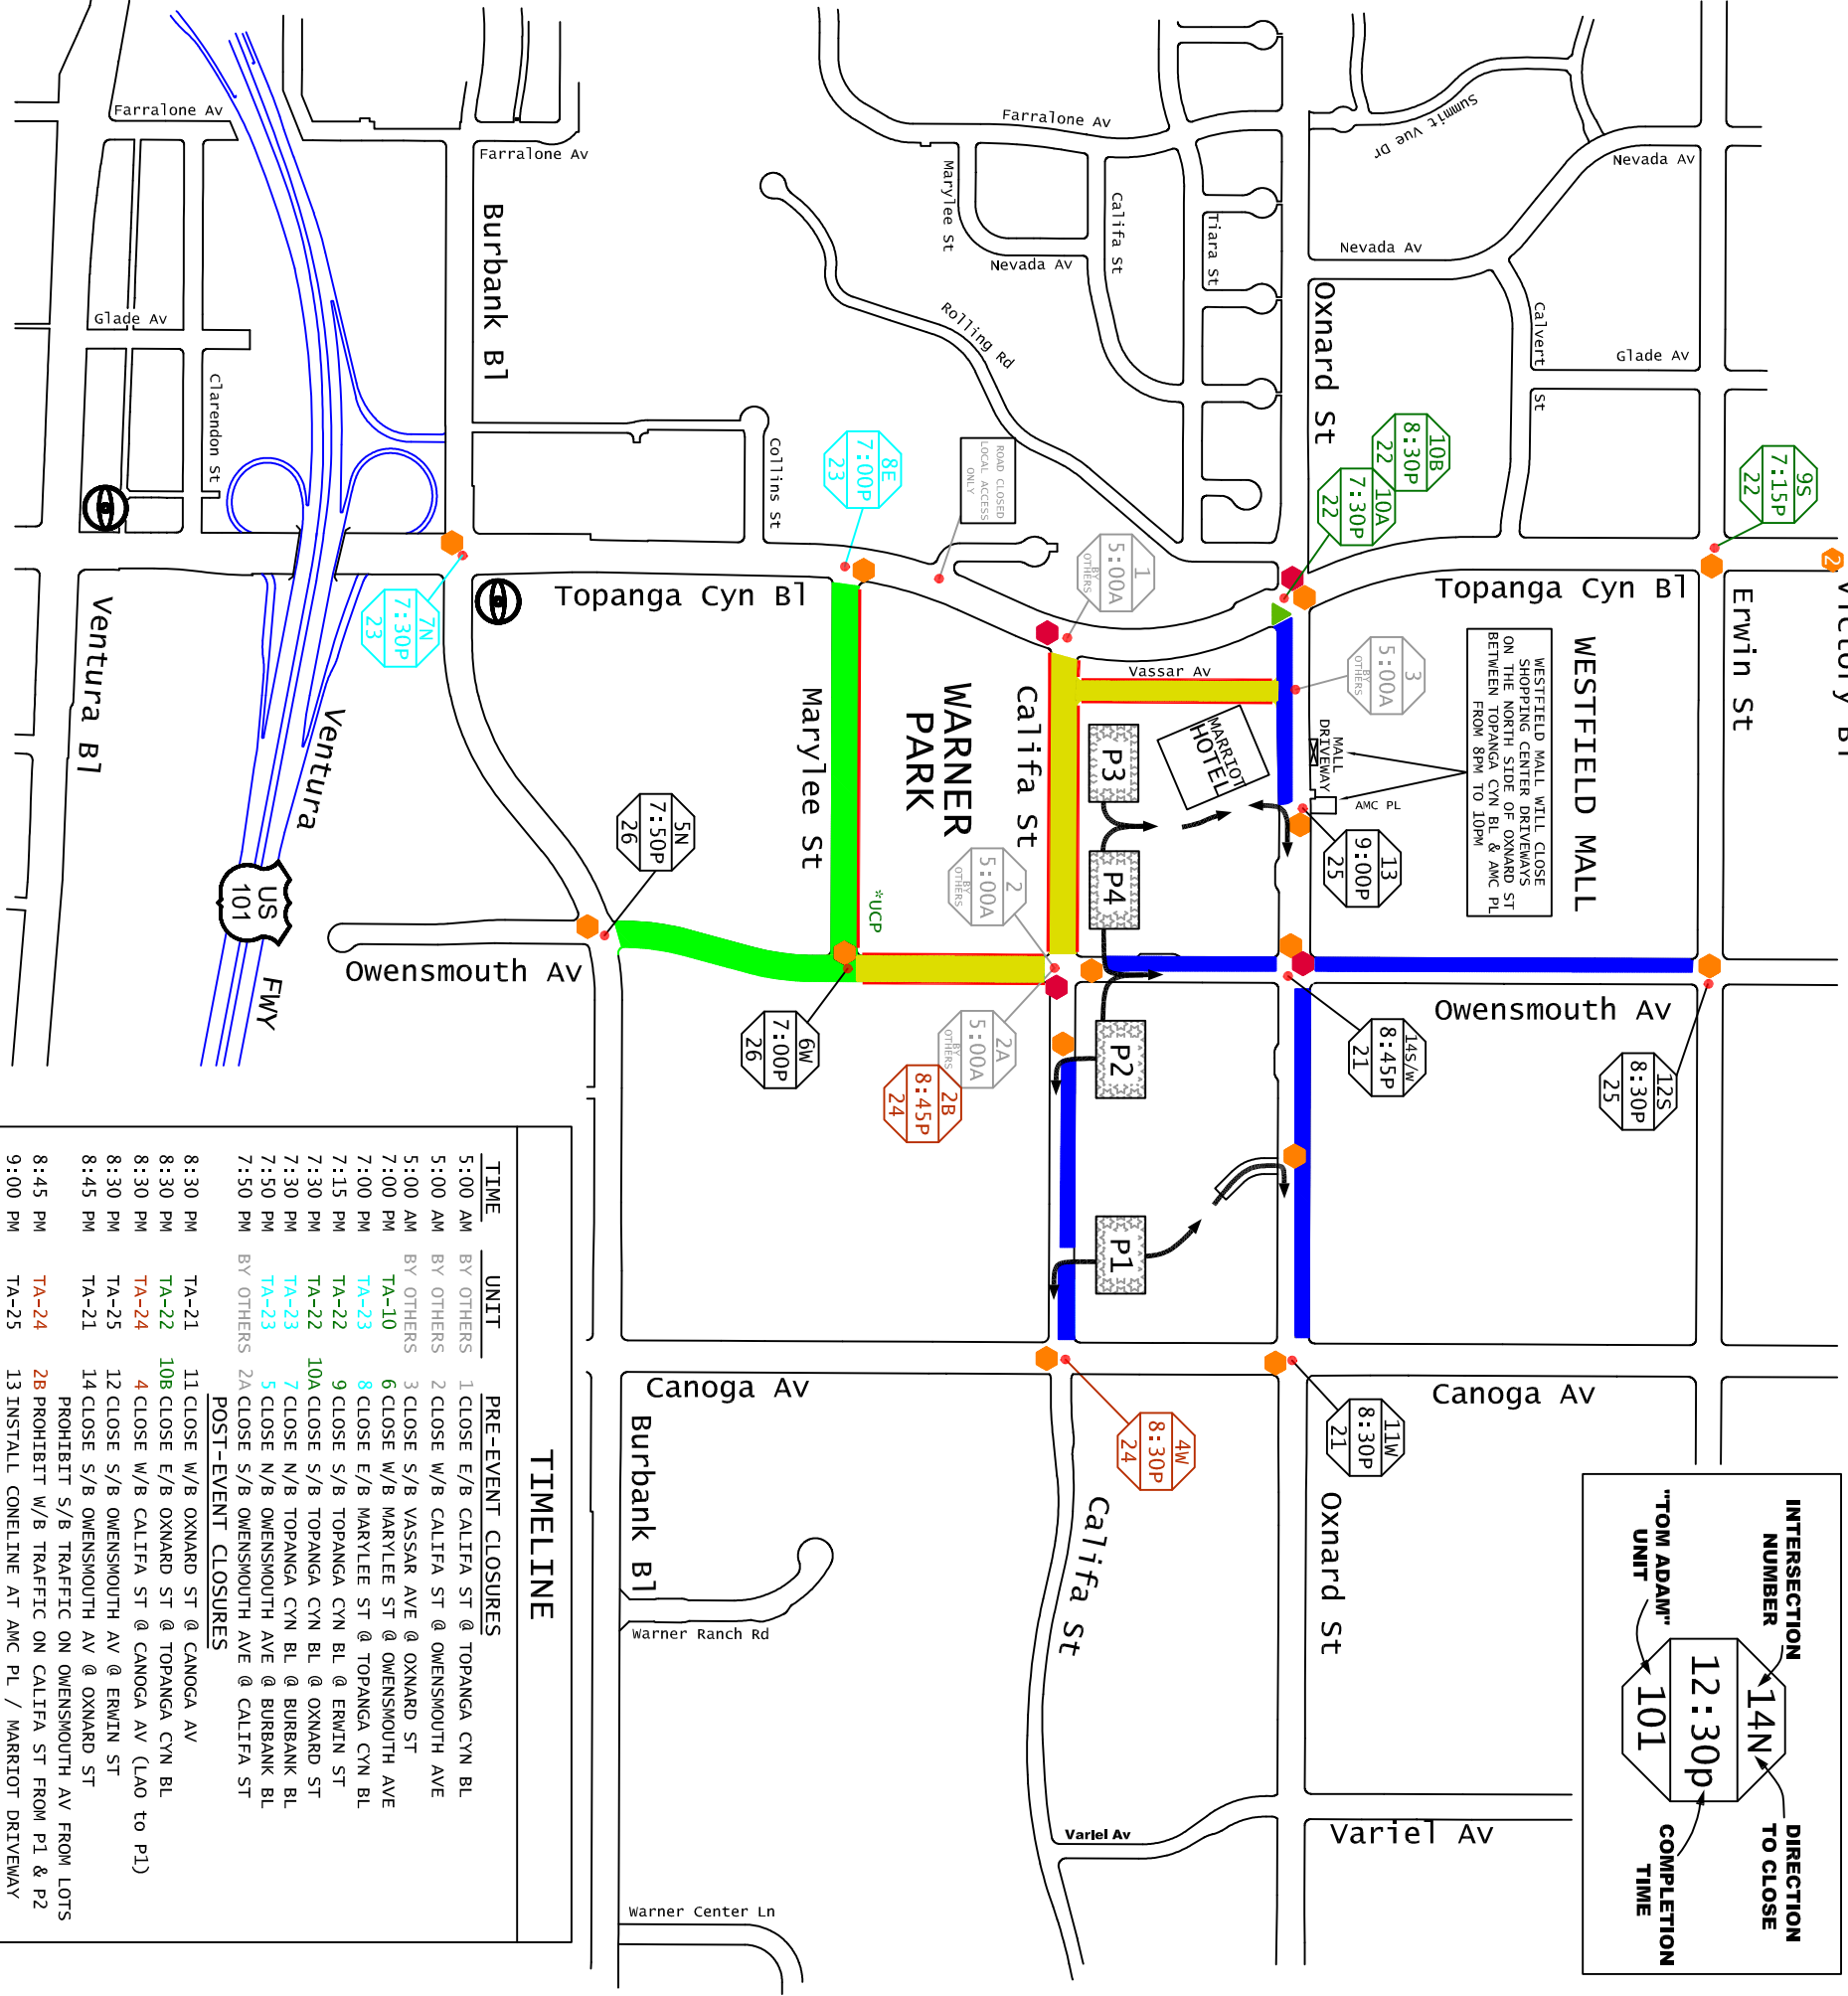 Farralone Av
Farralone Av
Farralone Av
Summit Vue Dr
Nevada Av
Nevada Av
Nevada Av
Marylee St
Califa St
Tiara St
Rolling Rd
Burbank Bl
Oxnard St
Calvert
St
Glade Av
Glade Av
Clarendon St
Collins St
8E
7:00P
23
ROAD CLOSED
LOCAL ACCESS
ONLY
10B
8:30P
22
10A
7:30P
22
9S
7:15P
22
2
Victory Bl
Erwin St
Topanga Cyn Bl
Topanga Cyn Bl
1
5:00A
BY
OTHERS
3
5:00A
BY
OTHERS
7N
7:30P
23
Ventura Bl
Ventura
US
101
FWY
Vassar Av
WESTFIELD MALL
WESTFIELD MALL WILL CLOSE
SHOPPING CENTER DRIVEWAYS
ON THE NORTH SIDE OF OXNARD ST
BETWEEN TOPANGA CYN BL & AMC PL
FROM 8PM TO 10PM
MALL
DRIVEWAY
AMC PL
MARRIOT
HOTEL
P3
P4
P2
P1
WARNER
PARK
Califa St
Marylee St
*UCP
5N
7:50P
26
2
5:00A
BY
OTHERS
13
9:00P
25
Owensmouth Av
Owensmouth Av
6W
7:00P
26
2A
5:00A
BY
OTHERS
2B
8:45P
24
14S/W
8:45P
21
12S
8:30P
25
Canoga Av
Canoga Av
4W
8:30P
24
11W
8:30P
21
Burbank Bl
Califa St
Oxnard St
Warner Ranch Rd
Variel Av
Variel Av
Warner Center Ln
INTERSECTION
NUMBER
"TOM ADAM"
UNIT
14N
12:30p
101
DIRECTION
TO CLOSE
COMPLETION
TIME
TIMELINE
TIME UNIT PRE-EVENT CLOSURES
5:00 AM BY OTHERS 1 CLOSE E/B CALIFA ST @ TOPANGA CYN BL
5:00 AM BY OTHERS 2 CLOSE W/B CALIFA ST @ OWENSMOUTH AVE
5:00 AM BY OTHERS 3 CLOSE S/B VASSAR AVE @ OXNARD ST
7:00 PM TA-10 6 CLOSE W/B MARYLEE ST @ OWENSMOUTH AVE
7:00 PM TA-23 8 CLOSE E/B MARYLEE ST @ TOPANGA CYN BL
7:15 PM TA-22 9 CLOSE S/B TOPANGA CYN BL @ ERWIN ST
7:30 PM TA-22 10A CLOSE S/B TOPANGA CYN BL @ OXNARD ST
7:30 PM TA-23 7 CLOSE N/B TOPANGA CYN BL @ BURBANK BL
7:50 PM TA-23 5 CLOSE N/B OWENSMOUTH AVE @ BURBANK BL
7:50 PM BY OTHERS 2A CLOSE S/B OWENSMOUTH AVE @ CALIFA ST
POST-EVENT CLOSURES
8:30 PM TA-21 11 CLOSE W/B OXNARD ST @ CANOGA AV
8:30 PM TA-22 10B CLOSE E/B OXNARD ST @ TOPANGA CYN BL
8:30 PM TA-24 4 CLOSE W/B CALIFA ST @ CANOGA AV (LAO to P1)
8:30 PM TA-25 12 CLOSE S/B OWENSMOUTH AV @ ERWIN ST
8:45 PM TA-21 14 CLOSE S/B OWENSMOUTH AV @ OXNARD ST
PROHIBIT S/B TRAFFIC ON OWENSMOUTH AV FROM LOTS
8:45 PM TA-24 2B PROHIBIT W/B TRAFFIC ON CALIFA ST FROM P1 & P2
9:00 PM TA-25 13 INSTALL CONELINE AT AMC PL / MARRIOT DRIVEWAY